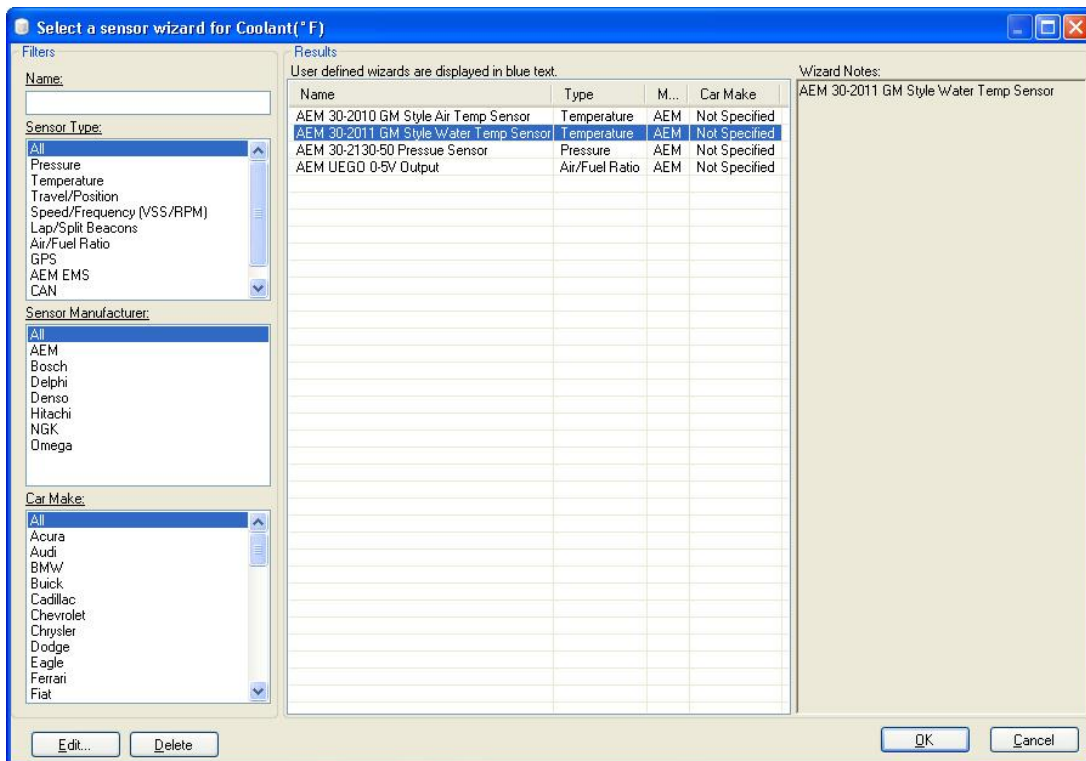 Select a sensor wizard for Coolant(°F)
Filters
Name:
Sensor Type:
All
Pressure
Temperature
Travel/Position
Speed/Frequency (VSS/RPM)
Lap/Split Beacons
Air/Fuel Ratio
GPS
AEM EMS
CAN
Sensor Manufacturer:
All
AEM
Bosch
Delphi
Denso
Hitachi
NGK
Omega
Car Make:
All
Acura
Audi
BMW
Buick
Cadillac
Chevrolet
Chrysler
Dodge
Eagle
Ferrari
Fiat
Edit... Delete
Results
User defined wizards are displayed in blue text.
Name Type M... Car Make
AEM 30-2010 GM Style Air Temp Sensor Temperature AEM Not Specified
AEM 30-2011 GM Style Water Temp Sensor Temperature AEM Not Specified
AEM 30-2130-50 Pressue Sensor Pressure AEM Not Specified
AEM UEGO 0-5V Output Air/Fuel Ratio AEM Not Specified
Wizard Notes:
AEM 30-2011 GM Style Water Temp Sensor
OK Cancel